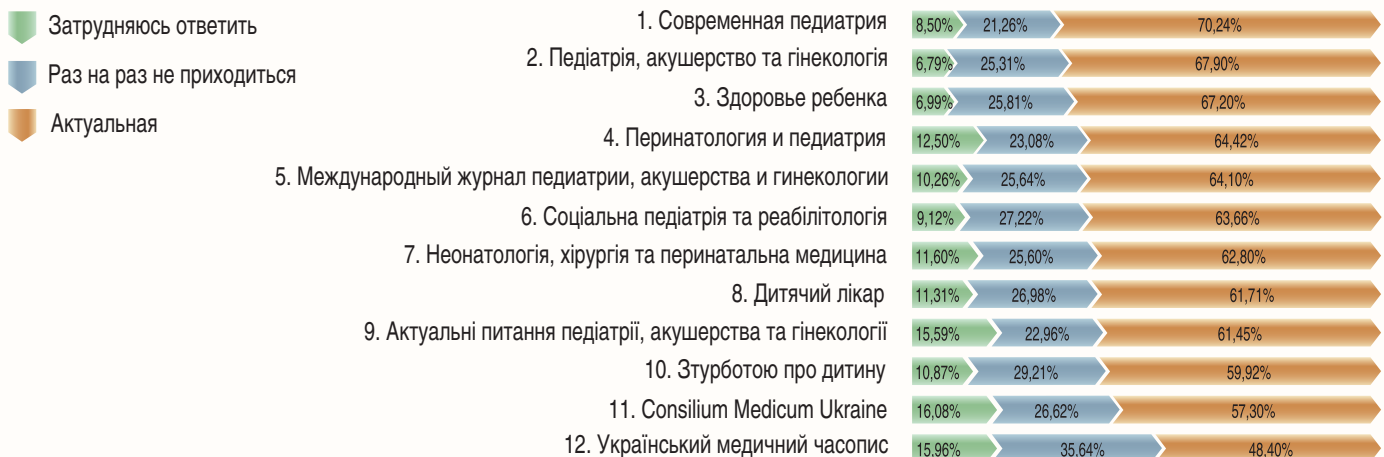 Затрудняюсь ответить
Раз на раз не приходиться
Актуальная
1. Современная педиатрия 8,50% 21,26% 70,24%
2. Педіатрія, акушерство та гінекологія 6,79% 25,31% 67,90%
3. Здоровье ребенка 6,99% 25,81% 67,20%
4. Перинатология и педиатрия 12,50% 23,08% 64,42%
5. Международный журнал педиатрии, акушерства и гинекологии 10,26% 25,64% 64,10%
6. Соціальна педіатрія та реабілітологія 9,12% 27,22% 63,66%
7. Неонатологія, хірургія та перинатальна медицина 11,60% 25,60% 62,80%
8. Дитячий лікар 11,31% 26,98% 61,71%
9. Актуальні питання педіатрії, акушерства та гінекології 15,59% 22,96% 61,45%
10. Зтурботою про дитину 10,87% 29,21% 59,92%
11. Consilium Medicum Ukraine 16,08% 26,62% 57,30%
12. Український медичний часопис 15,96% 35,64% 48,40%